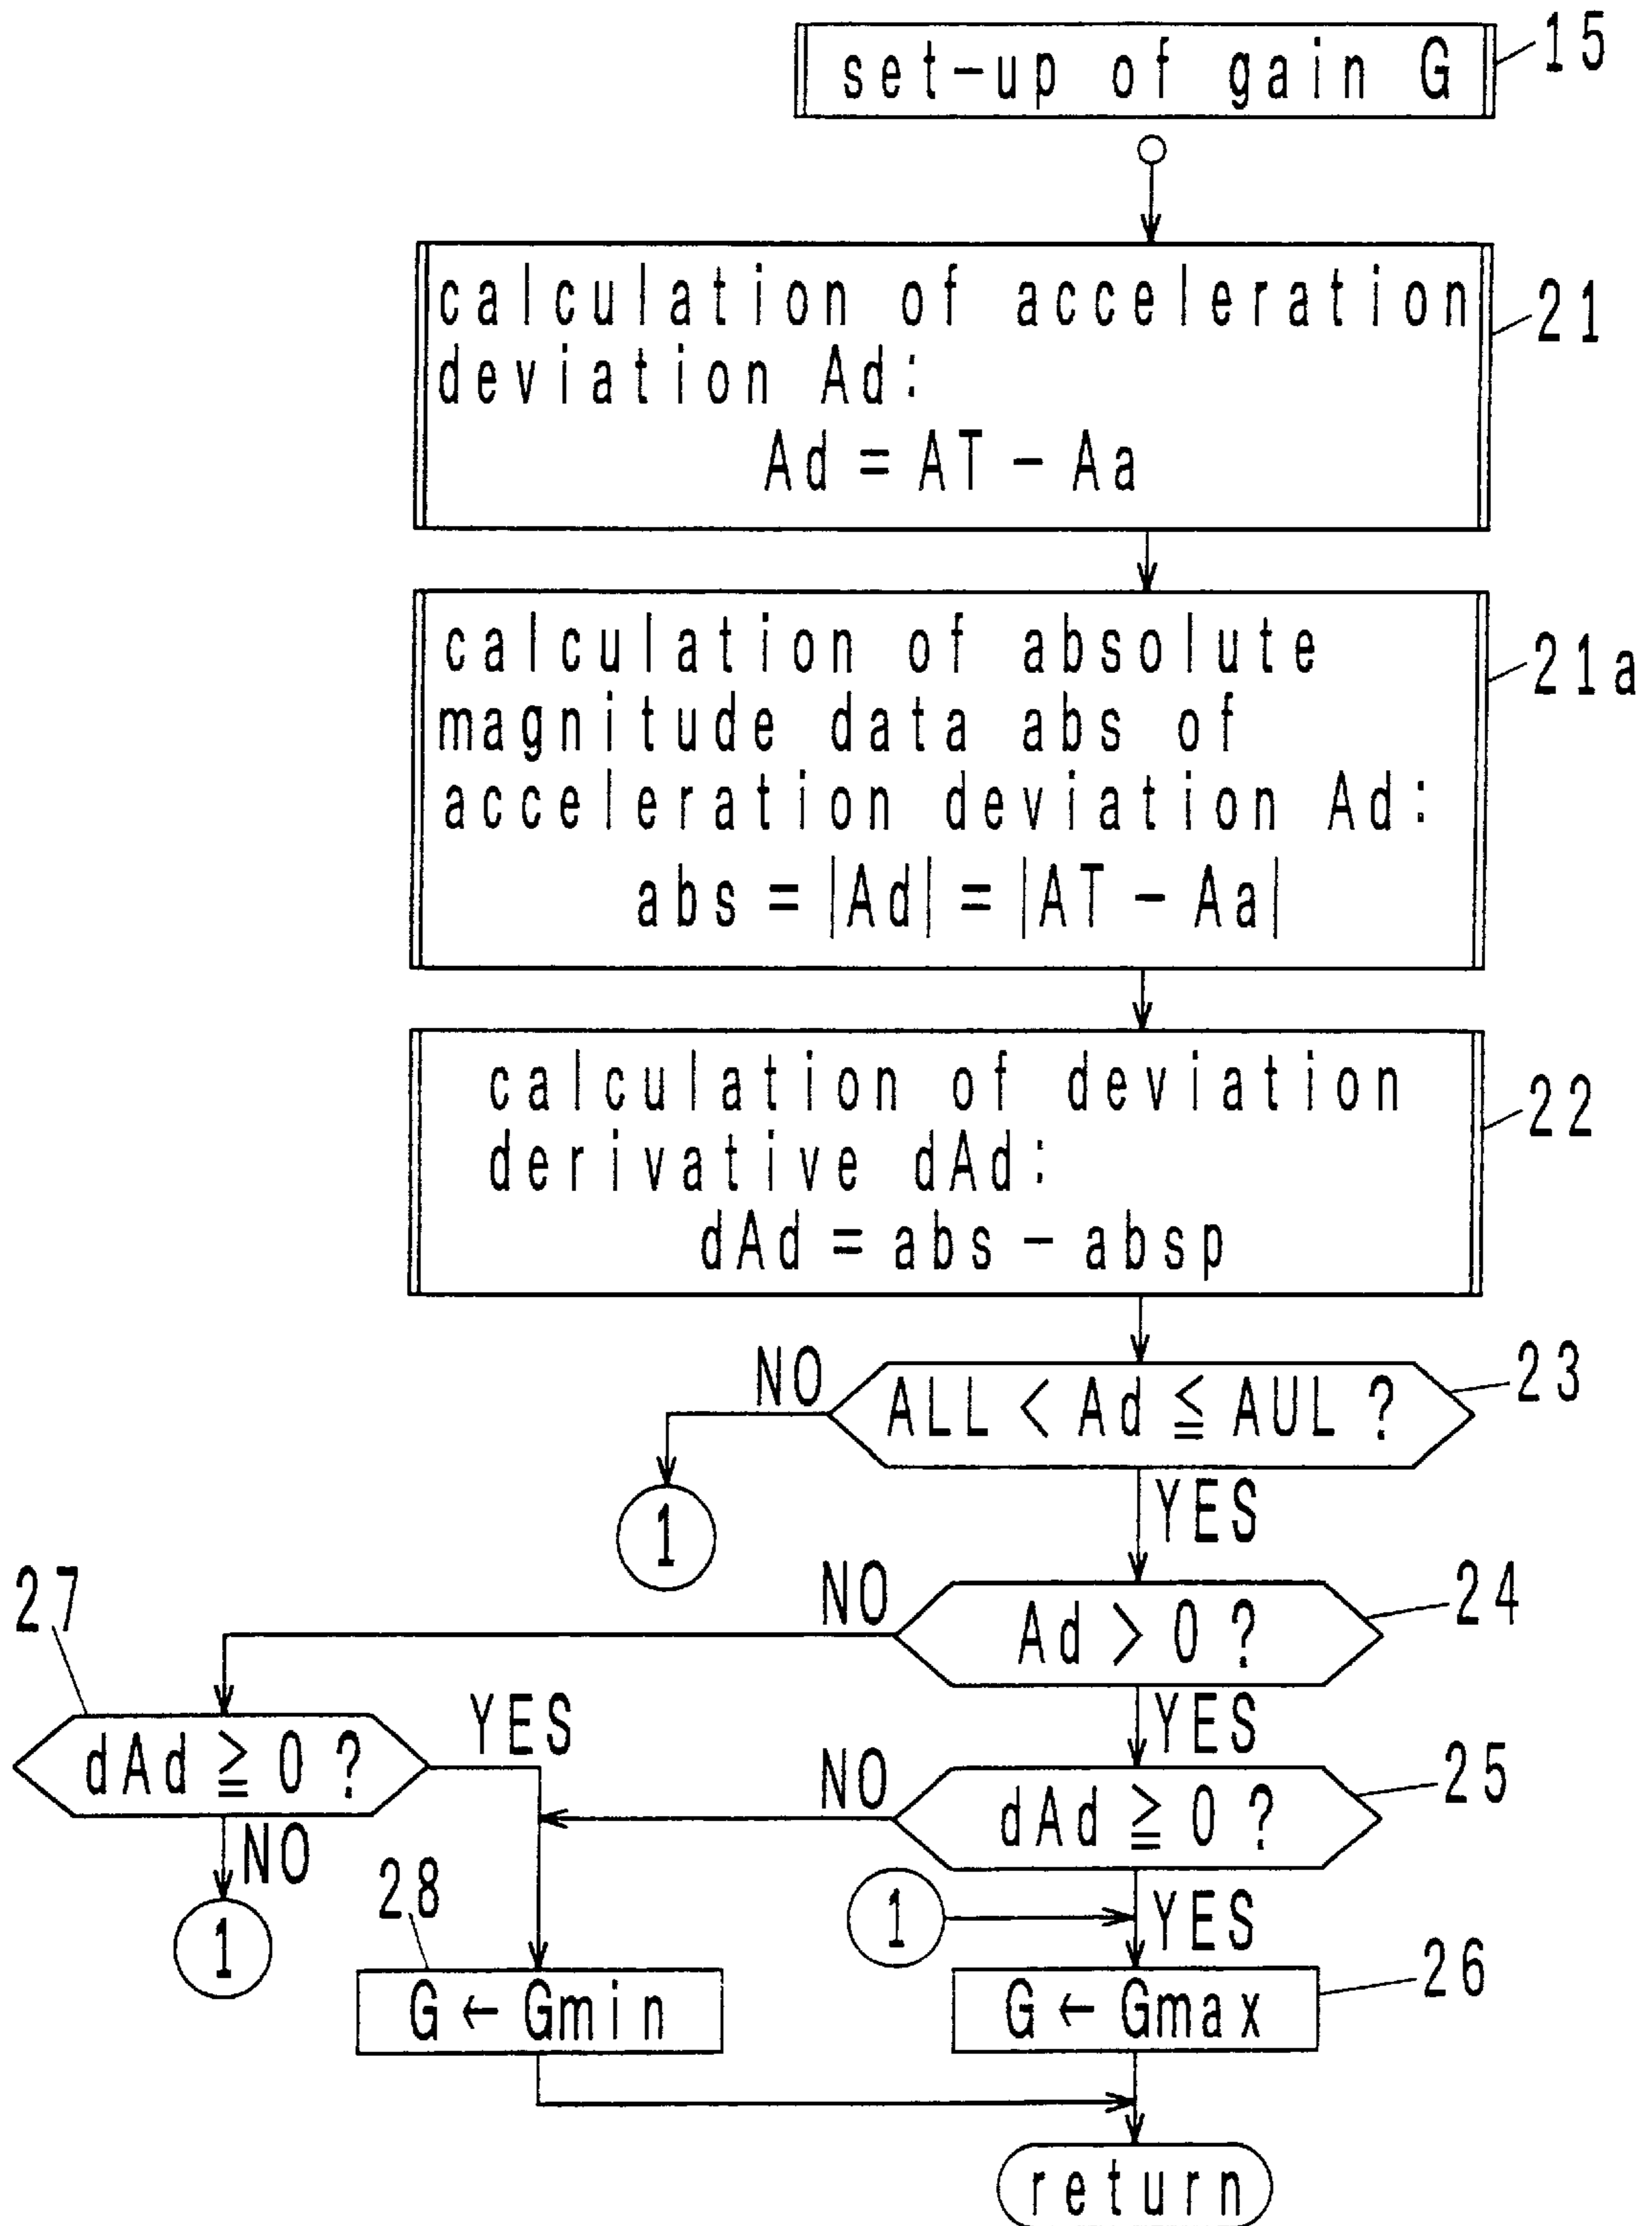 set-up of gain G
15
calculation of acceleration
deviation Ad:
Ad = AT - Aa
21
calculation of absolute
magnitude data abs of
acceleration deviation Ad:
abs = |Ad| = |AT - Aa|
21a
calculation of deviation
derivative dAd:
dAd = abs - absp
22
NO
ALL < Ad ≦ AUL ?
23
1
YES
NO
Ad > 0 ?
24
27
dAd ≧ 0 ?
YES
YES
NO
dAd ≧ 0 ?
25
NO
1
28
1
YES
G ← Gmin
G ← Gmax
26
return